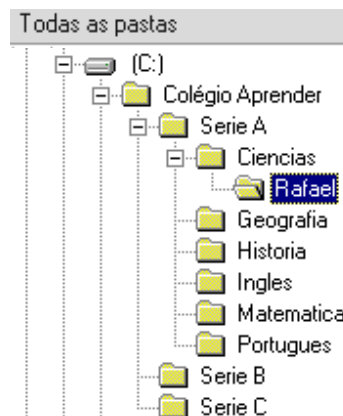 Todas as pastas
(C:)
Colégio Aprender
Serie A
Ciencias
Rafael
Geografia
Historia
Ingles
Matematica
Portugues
Serie B
Serie C